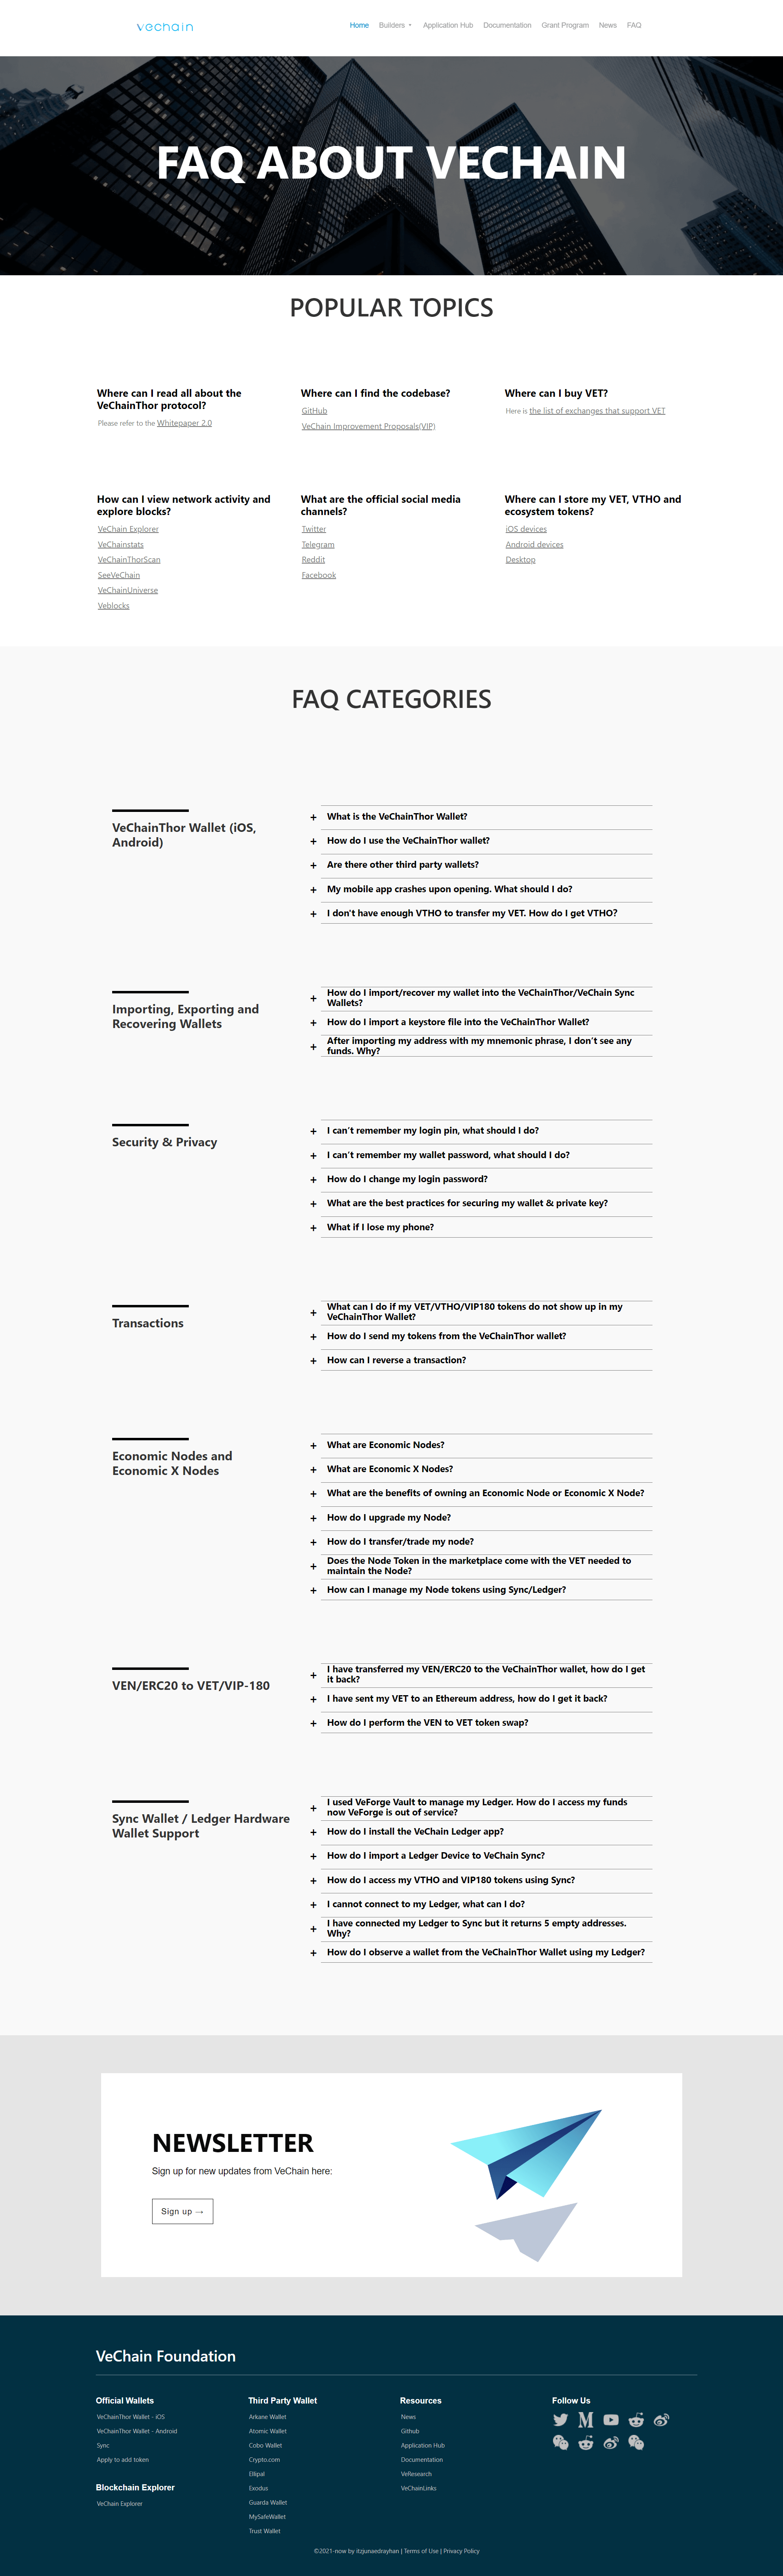 vechain
Home Builders Application Hub Documentation Grant Program News FAQ
FAQ ABOUT VECHAIN
POPULAR TOPICS
Where can I read all about the
VeChainThor protocol?
Please refer to the Whitepaper 2.0
Where can I find the codebase?
GitHub
VeChain Improvement Proposals(VIP)
Where can I buy VET?
Here is the list of exchanges that support VET
How can I view network activity and
explore blocks?
VeChain Explorer
VeChainstats
VeChainThorScan
SeeVeChain
VeChainUniverse
Veblocks
What are the official social media
channels?
Twitter
Telegram
Reddit
Facebook
Where can I store my VET, VTHO and
ecosystem tokens?
iOS devices
Android devices
Desktop
FAQ CATEGORIES
VeChainThor Wallet (iOS,
Android)
+ What is the VeChainThor Wallet?
+ How do I use the VeChainThor wallet?
+ Are there other third party wallets?
+ My mobile app crashes upon opening. What should I do?
+ I don't have enough VTHO to transfer my VET. How do I get VTHO?
Importing, Exporting and
Recovering Wallets
+ How do I import/recover my wallet into the VeChainThor/VeChain Sync
Wallets?
+ How do I import a keystore file into the VeChainThor Wallet?
+ After importing my address with my mnemonic phrase, I don't see any
funds. Why?
Security & Privacy
+ I can't remember my login pin, what should I do?
+ I can't remember my wallet password, what should I do?
+ How do I change my login password?
+ What are the best practices for securing my wallet & private key?
+ What if I lose my phone?
Transactions
+ What can I do if my VET/VTHO/VIP180 tokens do not show up in my
VeChainThor Wallet?
+ How do I send my tokens from the VeChainThor wallet?
+ How can I reverse a transaction?
Economic Nodes and
Economic X Nodes
+ What are Economic Nodes?
+ What are Economic X Nodes?
+ What are the benefits of owning an Economic Node or Economic X Node?
+ How do I upgrade my Node?
+ How do I transfer/trade my node?
+ Does the Node Token in the marketplace come with the VET needed to
maintain the Node?
+ How can I manage my Node tokens using Sync/Ledger?
VEN/ERC20 to VET/VIP-180
+ I have transferred my VEN/ERC20 to the VeChainThor wallet, how do I get
it back?
+ I have sent my VET to an Ethereum address, how do I get it back?
+ How do I perform the VEN to VET token swap?
Sync Wallet / Ledger Hardware
Wallet Support
+ I used VeForge Vault to manage my Ledger. How do I access my funds
now VeForge is out of service?
+ How do I install the VeChain Ledger app?
+ How do I import a Ledger Device to VeChain Sync?
+ How do I access my VTHO and VIP180 tokens using Sync?
+ I cannot connect to my Ledger, what can I do?
+ I have connected my Ledger to Sync but it returns 5 empty addresses.
Why?
+ How do I observe a wallet from the VeChainThor Wallet using my Ledger?
NEWSLETTER
Sign up for new updates from VeChain here:
Sign up →
VeChain Foundation
Official Wallets
VeChainThor Wallet - iOS
VeChainThor Wallet - Android
Sync
Apply to add token
Blockchain Explorer
VeChain Explorer
Third Party Wallet
Arkane Wallet
Atomic Wallet
Cobo Wallet
Crypto.com
Ellipal
Exodus
Guarda Wallet
MySafeWallet
Trust Wallet
Resources
News
Github
Application Hub
Documentation
VeResearch
VeChainLinks
Follow Us
©2021-now by itzjunaedrayhan | Terms of Use | Privacy Policy